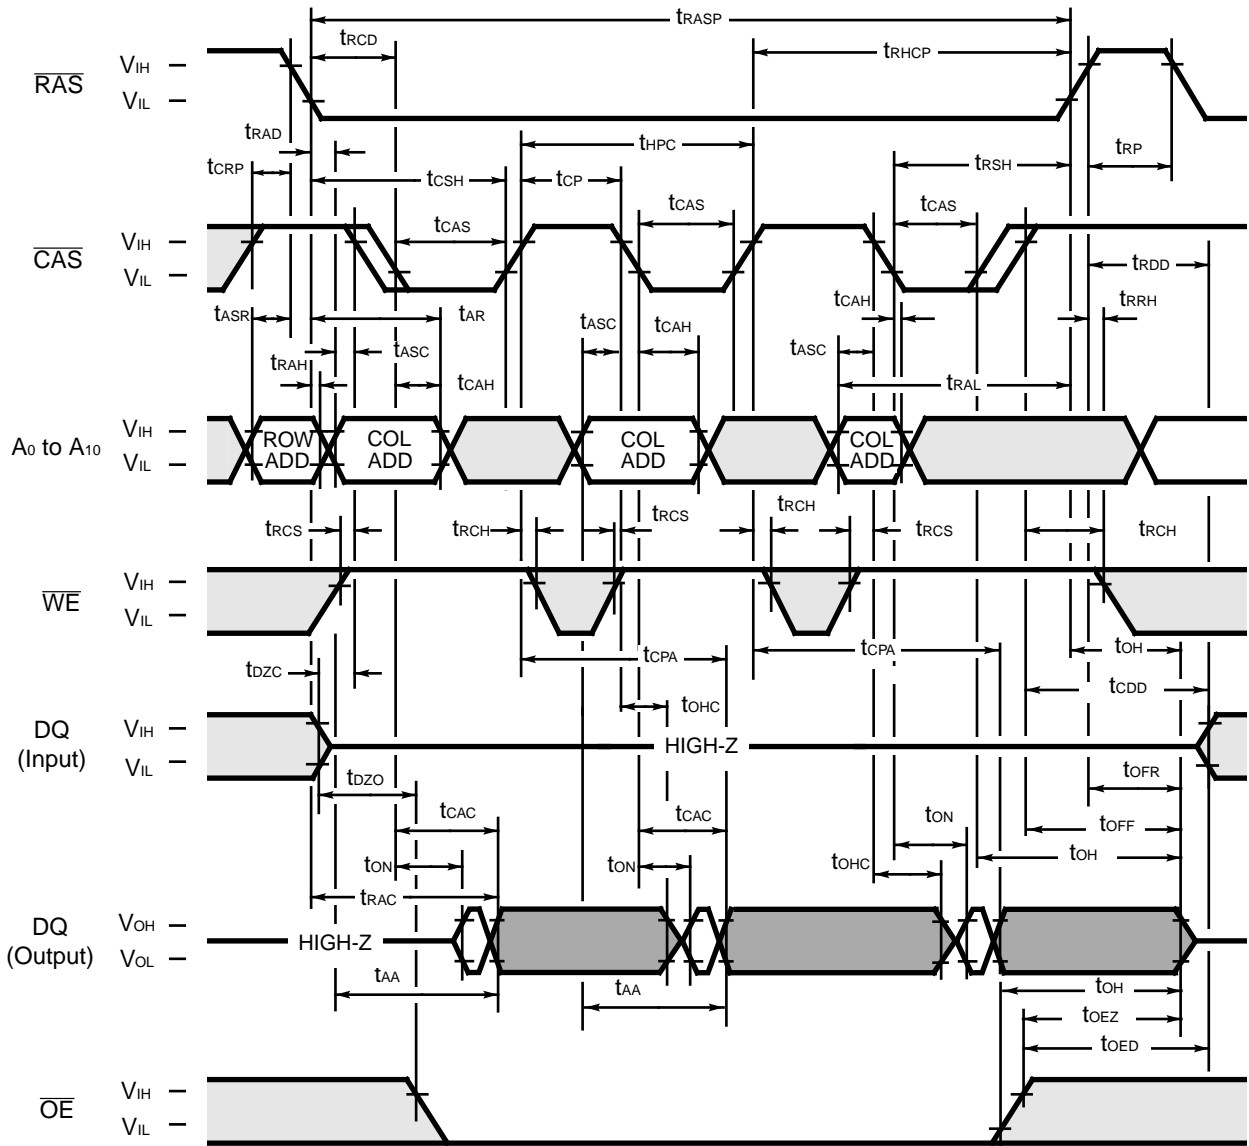 tRASP
tRCD
tRHCP
RAS
VIH
VIL
tRAD
tHPC
tRP
tCRP
tCSH
tCP
tRSH
tCAS
tCAS
tCAS
CAS
VIH
VIL
tRDD
tASR
tAR
tASC
tCAH
tCAH
tRRH
tRAH
tASC
tASC
tCAH
tRAL
A0 to A10
VIH
VIL
ROW
ADD
COL
ADD
COL
ADD
COL
ADD
tRCS
tRCH
tRCS
tRCH
tRCS
tRCH
WE
VIH
VIL
tDZC
tCPA
tCPA
tOH
tCDD
tOHC
DQ
(Input)
VIH
VIL
HIGH-Z
tDZO
tOFR
tCAC
tCAC
tON
tOFF
tON
tON
tOHC
tOH
tRAC
DQ
(Output)
VOH
VOL
HIGH-Z
tAA
tAA
tOH
tOEZ
tOED
OE
VIH
VIL